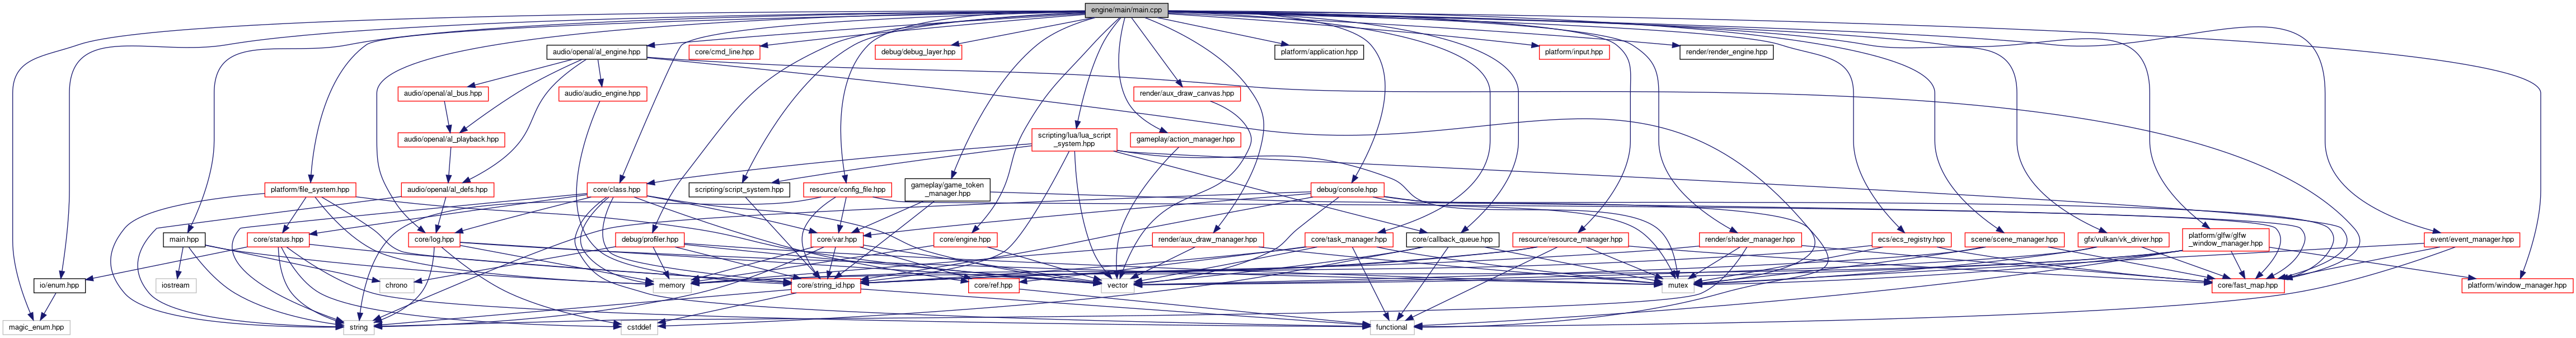 engine/main/main.cpp
audio/openal/al_engine.hpp
core/cmd_line.hpp
debug/debug_layer.hpp
platform/application.hpp
platform/input.hpp
render/render_engine.hpp
audio/openal/al_bus.hpp
audio/audio_engine.hpp
render/aux_draw_canvas.hpp
audio/openal/al_playback.hpp
scripting/lua/lua_script
_system.hpp
gameplay/action_manager.hpp
platform/file_system.hpp
audio/openal/al_defs.hpp
core/class.hpp
scripting/script_system.hpp
resource/config_file.hpp
gameplay/game_token
_manager.hpp
debug/console.hpp
main.hpp
core/status.hpp
core/log.hpp
debug/profiler.hpp
core/var.hpp
core/engine.hpp
render/aux_draw_manager.hpp
core/task_manager.hpp
core/callback_queue.hpp
resource/resource_manager.hpp
render/shader_manager.hpp
ecs/ecs_registry.hpp
scene/scene_manager.hpp
gfx/vulkan/vk_driver.hpp
platform/glfw/glfw
_window_manager.hpp
event/event_manager.hpp
io/enum.hpp
iostream
chrono
memory
core/string_id.hpp
core/ref.hpp
vector
mutex
core/fast_map.hpp
platform/window_manager.hpp
magic_enum.hpp
string
cstddef
functional